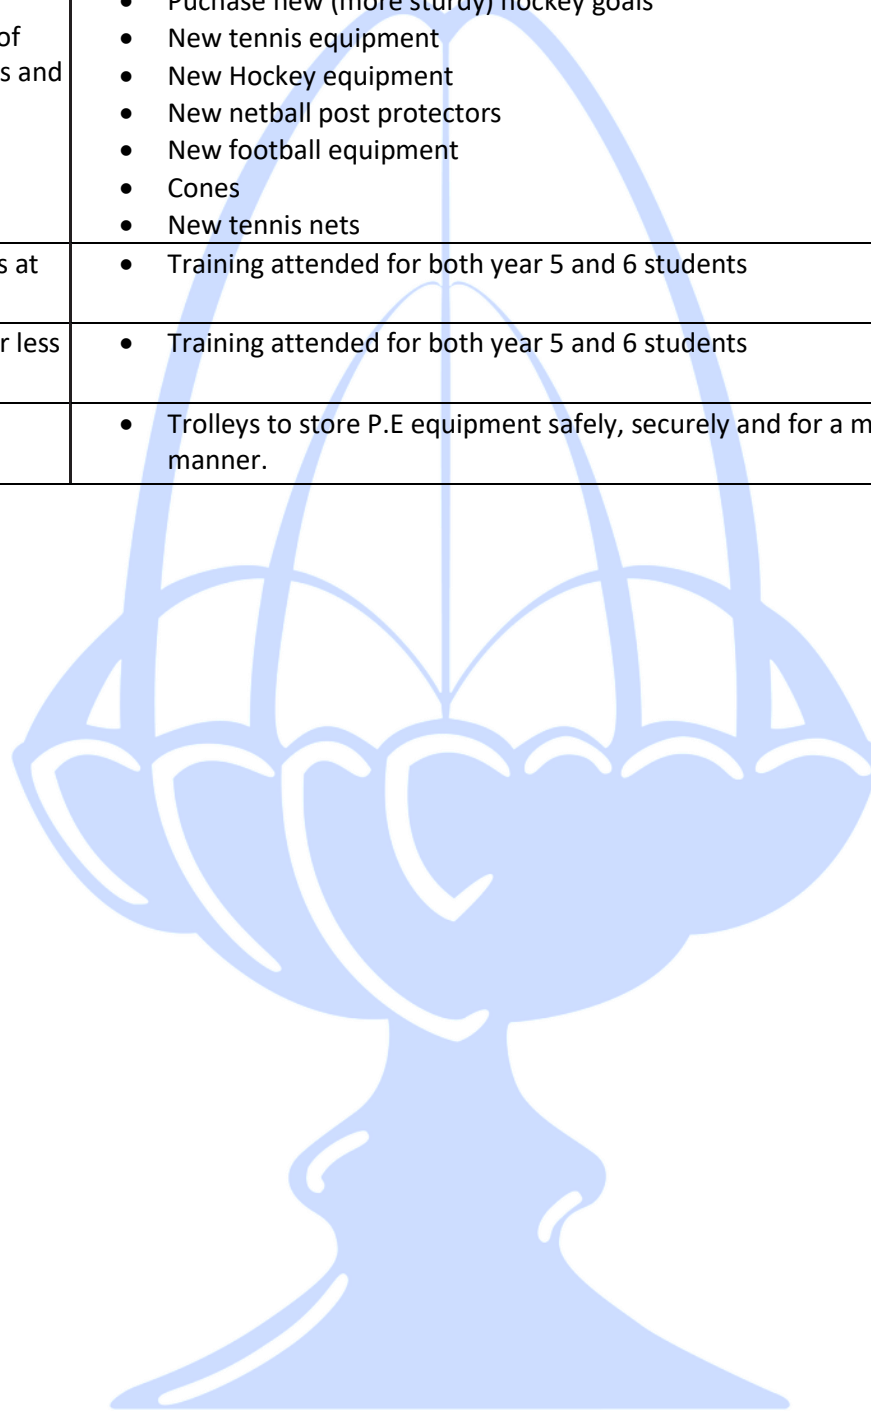 • Puchase new (more sturdy) hockey goals
of
• New tennis equipment
s and
• New Hockey equipment
• New netball post protectors
• New football equipment
• Cones
• New tennis nets
s at
• Training attended for both year 5 and 6 students
r less
• Training attended for both year 5 and 6 students
• Trolleys to store P.E equipment safely, securely and for a m
manner.